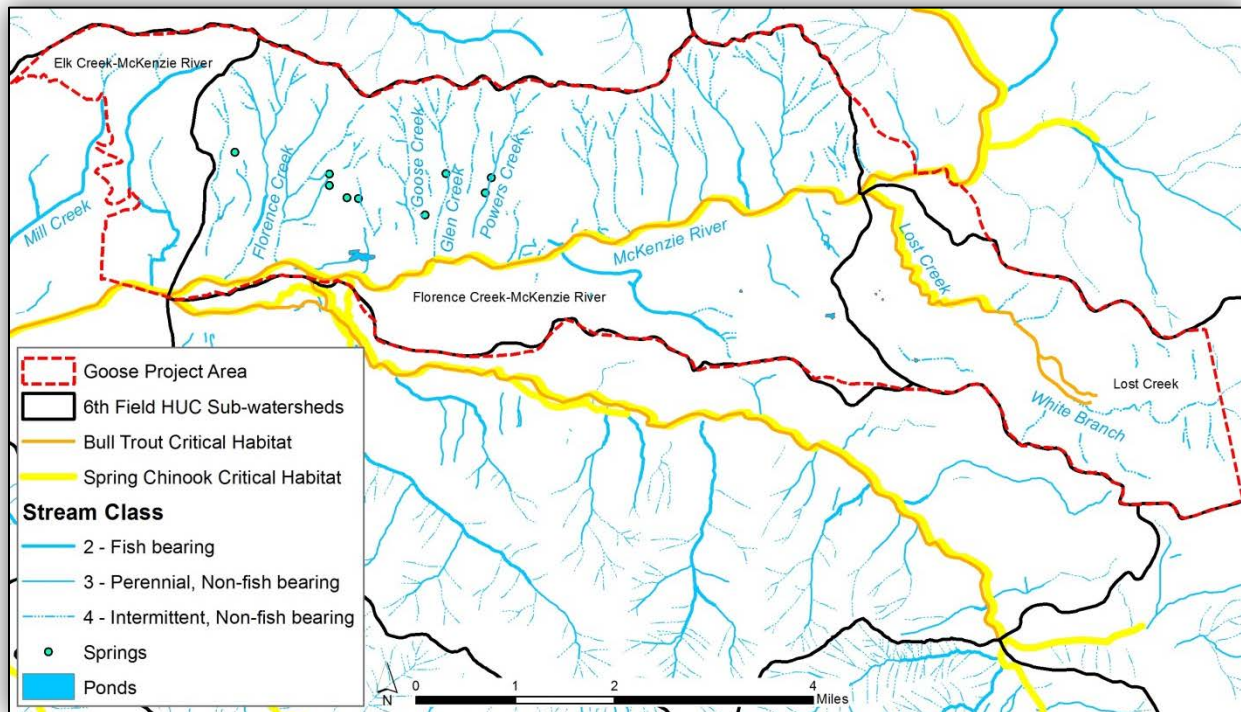 Elk Creek-McKenzie River
Mill Creek
Florence Creek
Goose Creek
Glen Creek
Powers Creek
McKenzie River
Lost Creek
Florence Creek-McKenzie River
Lost Creek
White Branch
Goose Project Area
6th Field HUC Sub-watersheds
Bull Trout Critical Habitat
Spring Chinook Critical Habitat
Stream Class
2 - Fish bearing
3 - Perennial, Non-fish bearing
4 - Intermittent, Non-fish bearing
Springs
Ponds
N
0 1 2 4
Miles